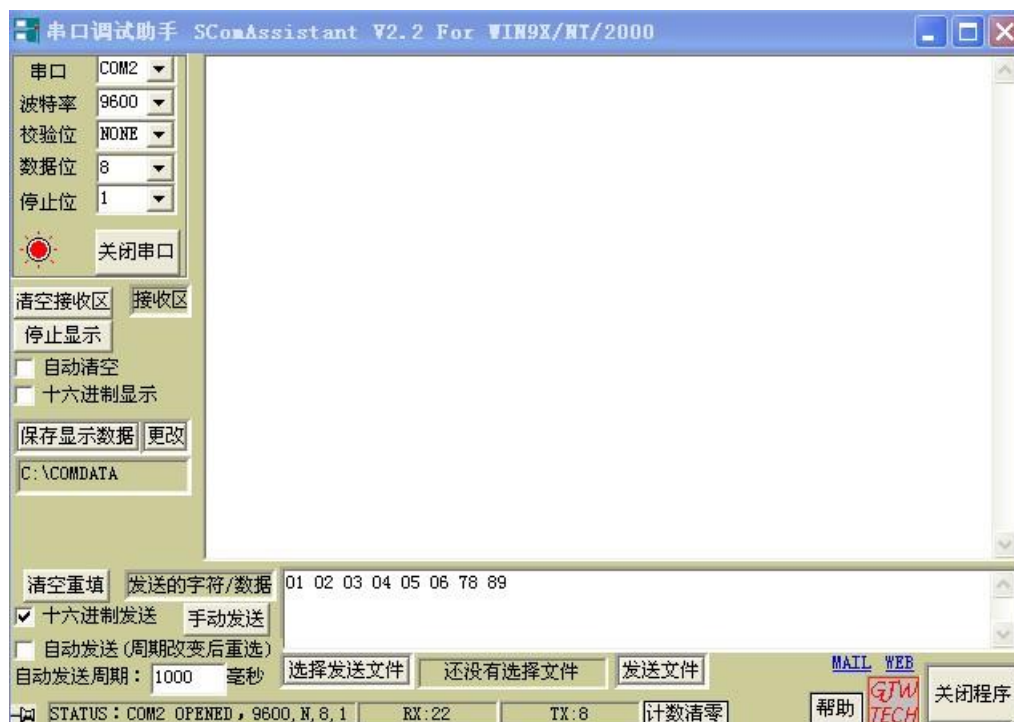 串口调试助手 SComAssistant V2.2 For WIN9X/NT/2000
串口 COM2
波特率 9600
校验位 NONE
数据位 8
停止位 1
关闭串口
清空接收区 接收区
停止显示
自动清空
十六进制显示
保存显示数据 更改
C:\COMDATA
清空重填 发送的字符/数据 01 02 03 04 05 06 78 89
十六进制发送 手动发送
自动发送(周期改变后重选)
自动发送周期: 1000 毫秒 选择发送文件 还没有选择文件 发送文件 MAIL WEB
STATUS:COM2 OPENED,9600,N,8,1 RX:22 TX:8 计数清零 帮助 GJW TECH 关闭程序